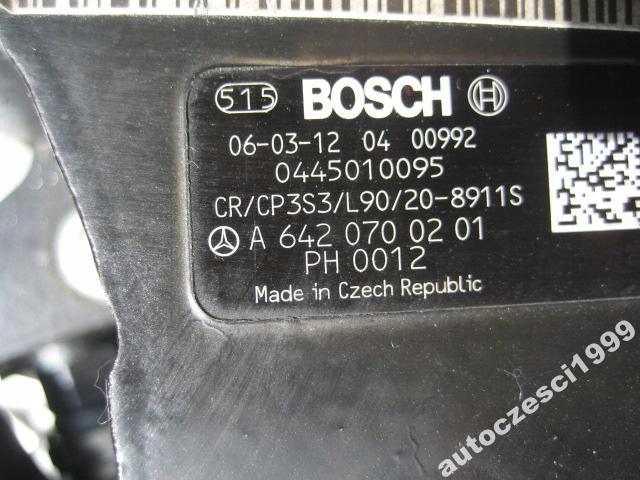 515 BOSCH
06-03-12 04 00992
0445010095
CR/CP3S3/L90/20-8911S
A 642 070 02 01
PH 0012
Made in Czech Republic
autoczesci1999